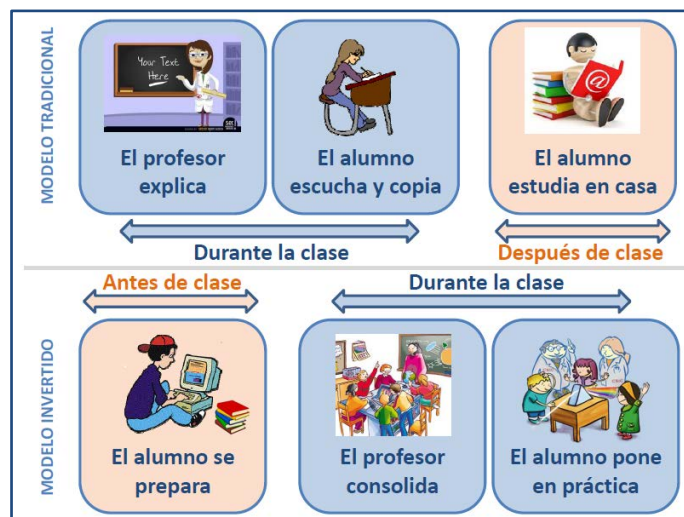 MODELO TRADICIONAL
Your Text
Here
El profesor
explica
El alumno
escucha y copia
@
El alumno
estudia en casa
Durante la clase
Después de clase
Antes de clase
Durante la clase
MODELO INVERTIDO
El alumno se
prepara
El profesor
consolida
El alumno pone
en práctica